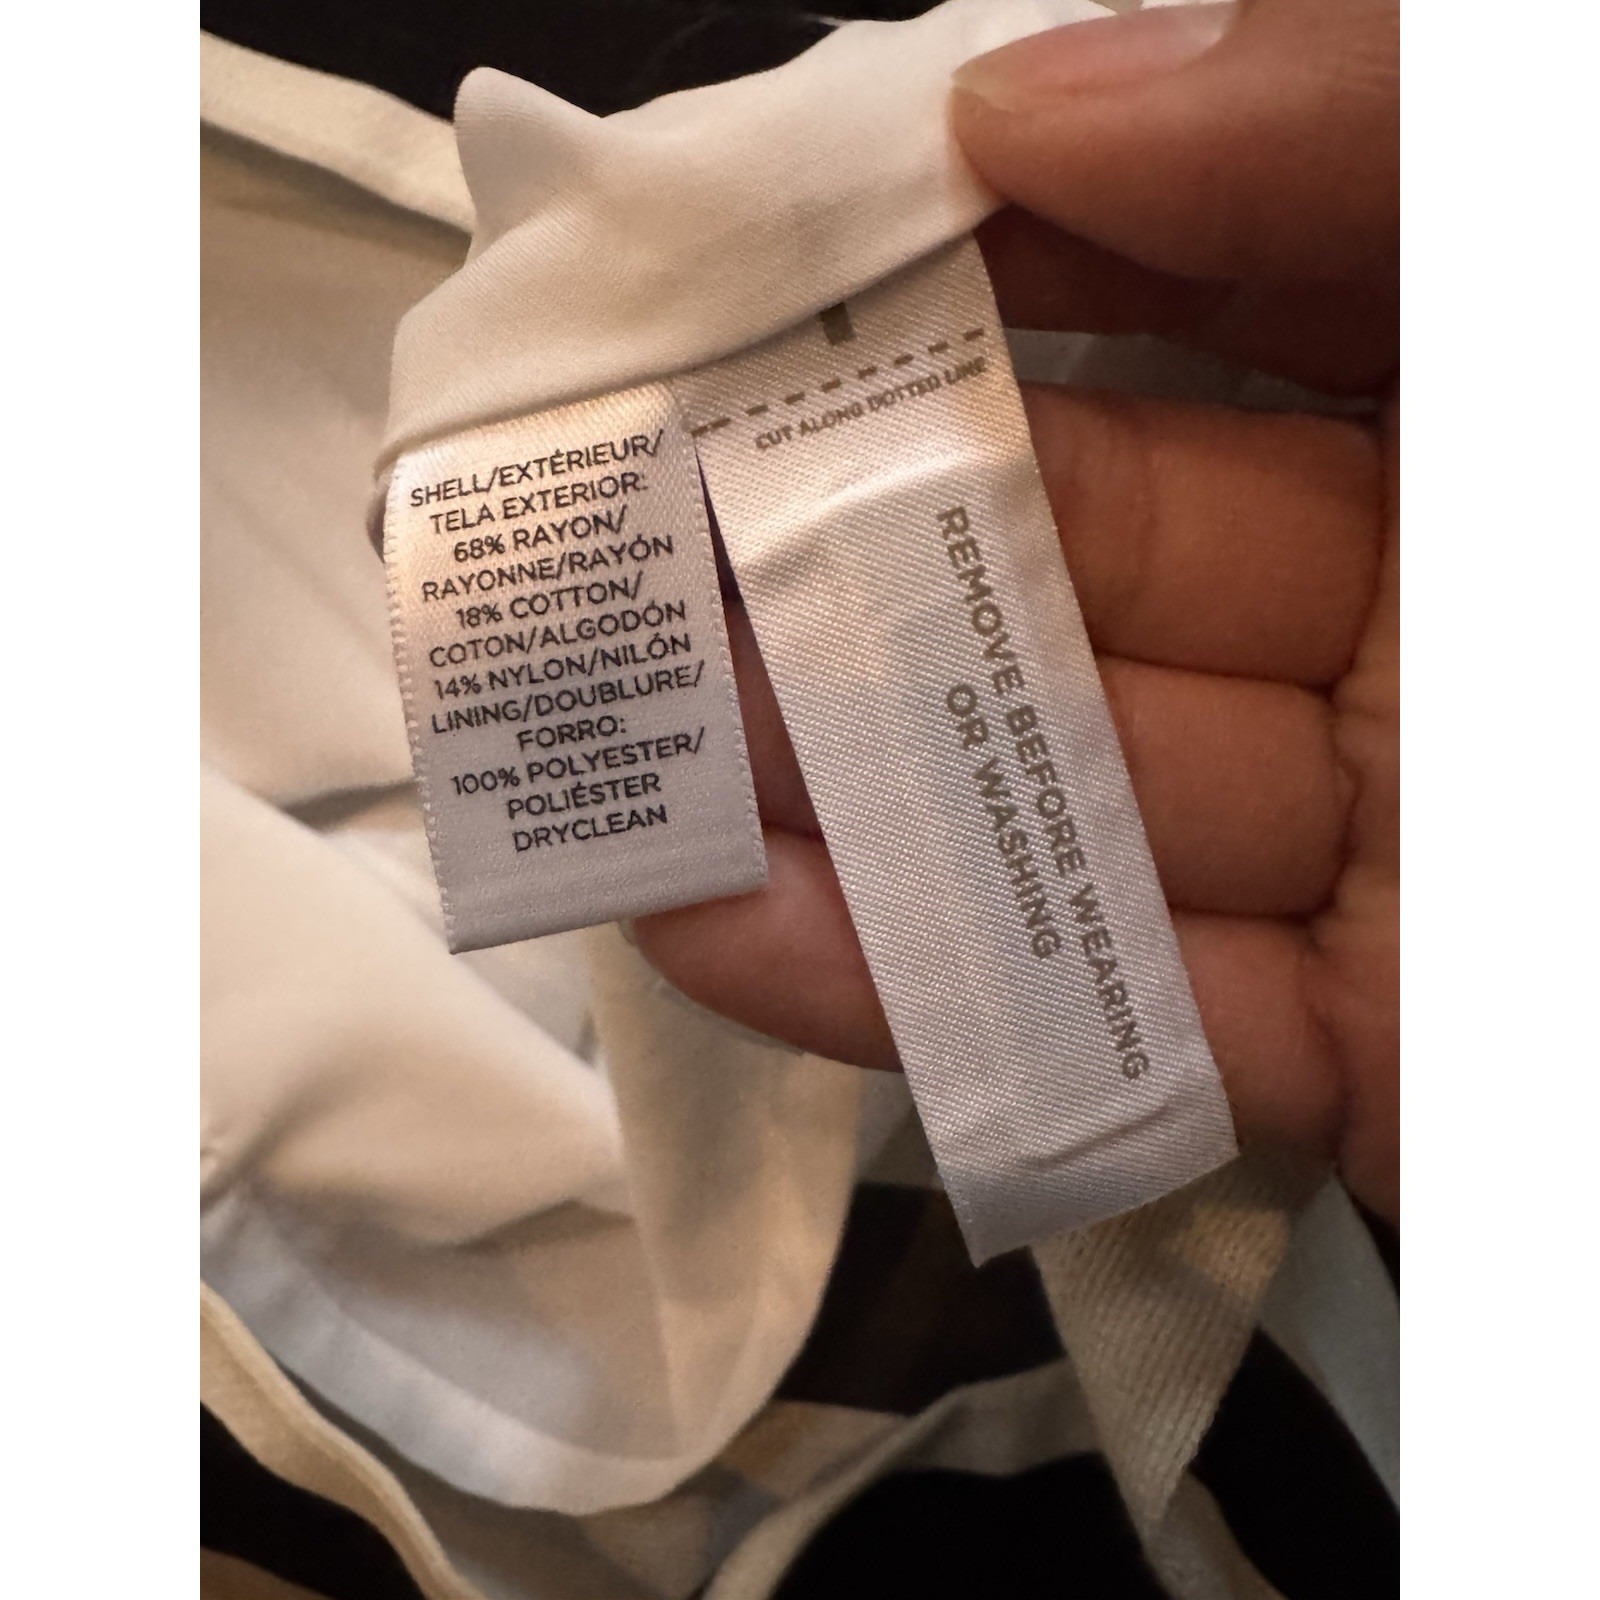 SHELL/EXTÉRIEUR/
TELA EXTERIOR:
68% RAYON/
RAYONNE/RAYÓN
18% COTTON/
COTON/ALGODÓN
14% NYLON/NILÓN
LINING/DOUBLURE/
FORRO:
100% POLYESTER/
POLIÉSTER
DRYCLEAN
CUT ALONG DOTTED LINE
REMOVE BEFORE WEARING
OR WASHING